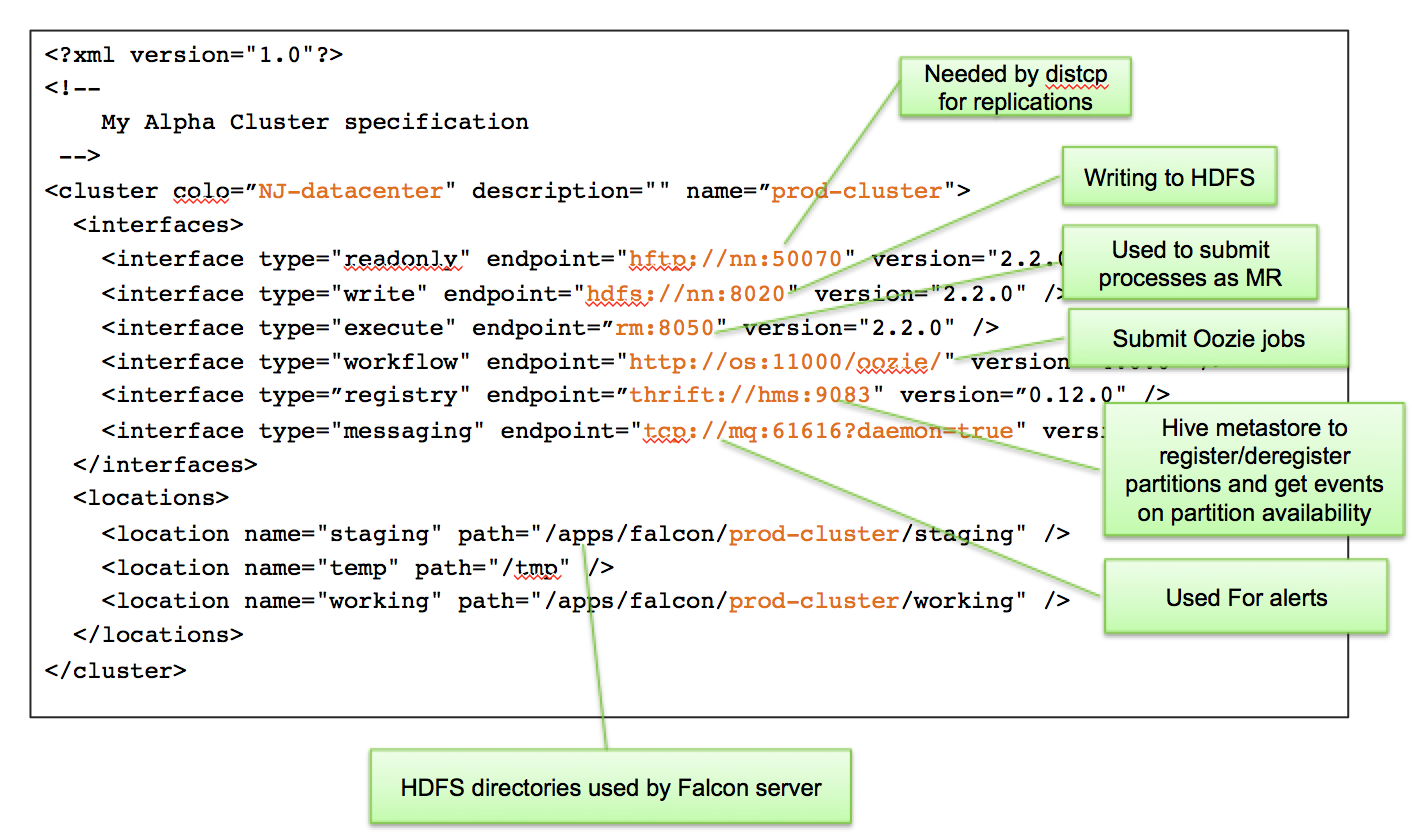 <?xml version="1.0"?>
<!--
My Alpha Cluster specification
-->
<cluster colo=”NJ-datacenter" description="" name=”prod-cluster">
<interfaces>
<interface type="readonly" endpoint="hftp://nn:50070" version="2.2.0
<interface type="write" endpoint="hdfs://nn:8020" version="2.2.0" />
<interface type="execute" endpoint=”rm:8050" version="2.2.0" />
<interface type="workflow" endpoint="http://os:11000/oozie/" version=
<interface type=”registry" endpoint=”thrift://hms:9083" version=”0.12.0" />
<interface type="messaging" endpoint="tcp://mq:61616?daemon=true" versi
</interfaces>
<locations>
<location name="staging" path="/apps/falcon/prod-cluster/staging" />
<location name="temp" path="/tmp" />
<location name="working" path="/apps/falcon/prod-cluster/working" />
</locations>
</cluster>
Needed by distcp
for replications
Writing to HDFS
Used to submit
processes as MR
Submit Oozie jobs
Hive metastore to
register/deregister
partitions and get events
on partition availability
Used For alerts
HDFS directories used by Falcon server